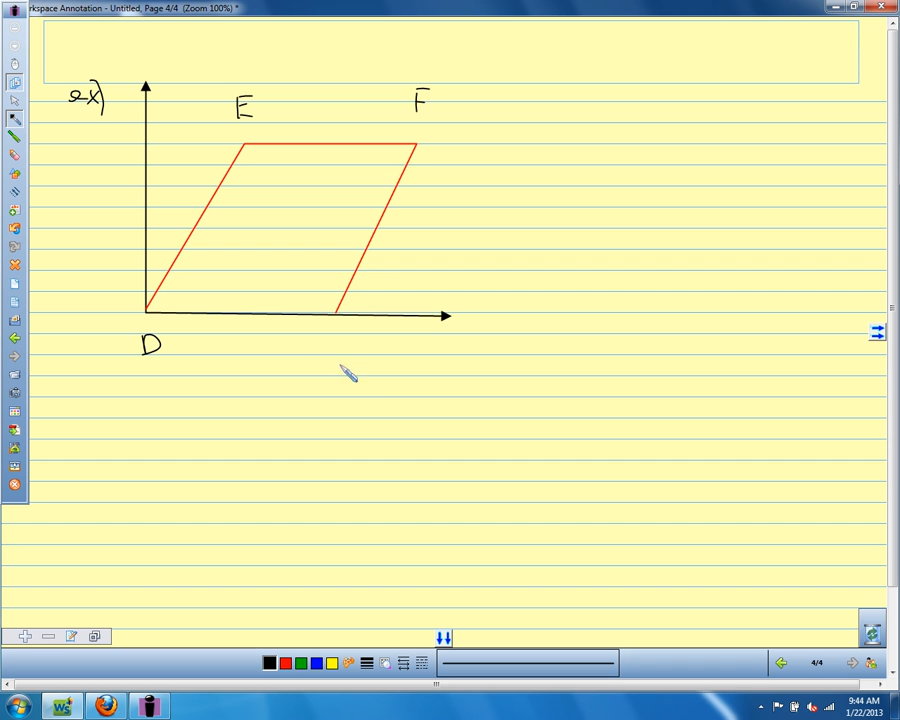 rkspace Annotation - Untitled, Page 4/4 (Zoom 100%) *
ex)
E F
D
4/4
9:44 AM
1/22/2013